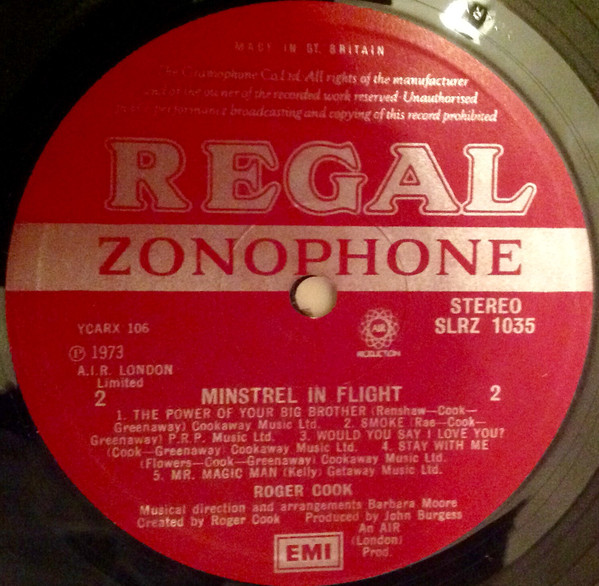 MADE IN GT. BRITAIN
The Gramophone Co. Ltd. All rights of the manufacturer
and of the owner of the recorded work reserved Unauthorised
public performance broadcasting and copying of this record prohibited
REGAL
ZONOPHONE
STEREO
SLRZ 1035
YCARX 106
AIR
PRODUCTION
Ⓟ 1973
A.I.R. LONDON
Limited
2
MINSTREL IN FLIGHT
2
1. THE POWER OF YOUR BIG BROTHER (Renshaw—Cook—
Greenaway) Cookaway Music Ltd. 2. SMOKE (Rae—Cook—
Greenaway) P.R.P. Music Ltd. 3. WOULD YOU SAY I LOVE YOU?
(Cook—Greenaway) Cookaway Music Ltd. 4. STAY WITH ME
(Flowers—Cook—Greenaway) Cookaway Music Ltd.
5. MR. MAGIC MAN (Kelly) Getaway Music Ltd.
ROGER COOK
Musical direction and arrangements Barbara Moore
Created by Roger Cook Produced by John Burgess
An AIR
(London)
Prod.
EMI